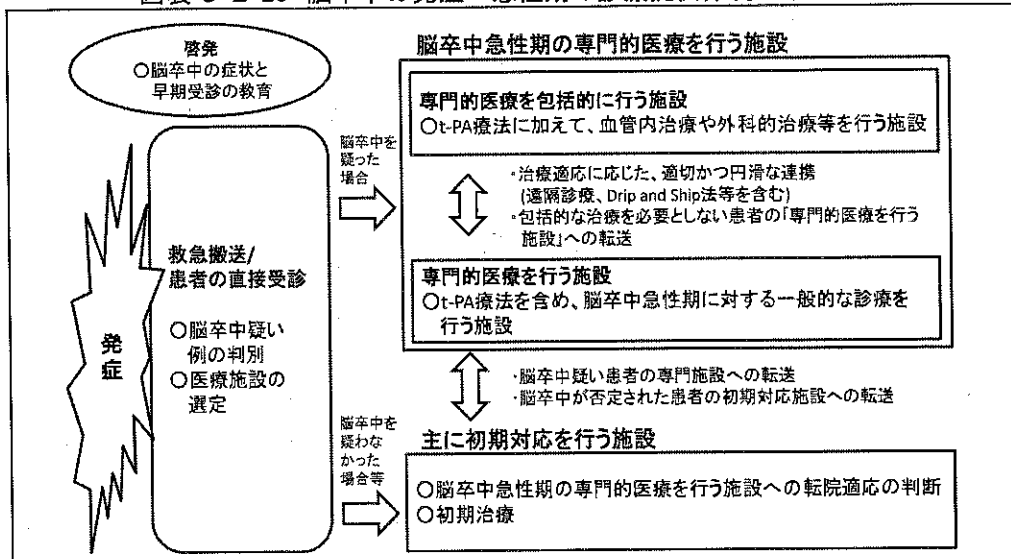 啓発
○脳卒中の症状と
早期受診の教育
発症
救急搬送/
患者の直接受診
○脳卒中疑い
例の判別
○医療施設の
選定
脳卒中を
疑った
場合
脳卒中を
疑わな
かった
場合等
脳卒中急性期の専門的医療を行う施設
専門的医療を包括的に行う施設
○t-PA療法に加えて、血管内治療や外科的治療等を行う施設
・治療適応に応じた、適切かつ円滑な連携
(遠隔診療、Drip and Ship法等を含む)
・包括的な治療を必要としない患者の「専門的医療を行う
施設」への転送
専門的医療を行う施設
○t-PA療法を含め、脳卒中急性期に対する一般的な診療を
行う施設
・脳卒中疑い患者の専門施設への転送
・脳卒中が否定された患者の初期対応施設への転送
主に初期対応を行う施設
○脳卒中急性期の専門的医療を行う施設への転院適応の判断
○初期治療